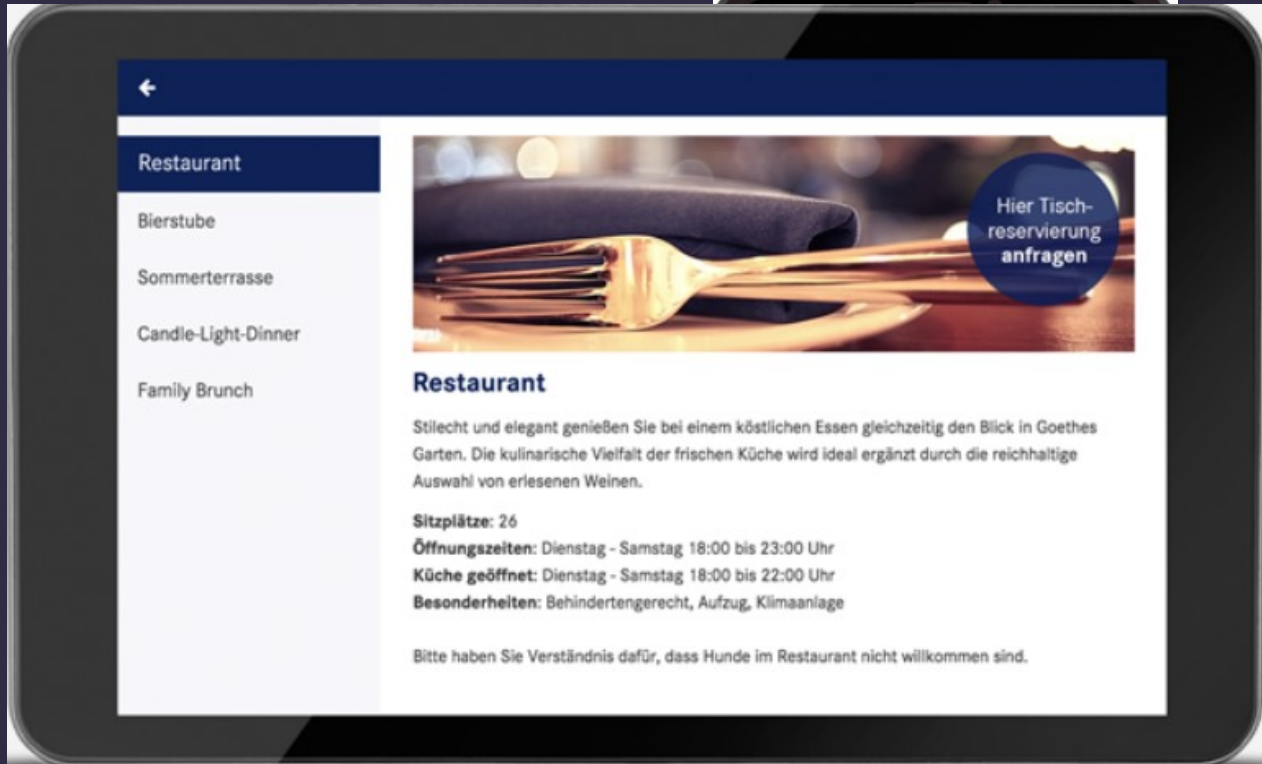 Restaurant
Bierstube
Sommerterrasse
Candle-Light-Dinner
Family Brunch
Hier Tisch-
reservierung
anfragen
Restaurant
Stilecht und elegant genießen Sie bei einem köstlichen Essen gleichzeitig den Blick in Goethes
Garten. Die kulinarische Vielfalt der frischen Küche wird ideal ergänzt durch die reichhaltige
Auswahl von erlesenen Weinen.
Sitzplätze: 26
Öffnungszeiten: Dienstag - Samstag 18:00 bis 23:00 Uhr
Küche geöffnet: Dienstag - Samstag 18:00 bis 22:00 Uhr
Besonderheiten: Behindertengerecht, Aufzug, Klimaanlage
Bitte haben Sie Verständnis dafür, dass Hunde im Restaurant nicht willkommen sind.